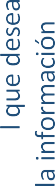 l que desea
la información